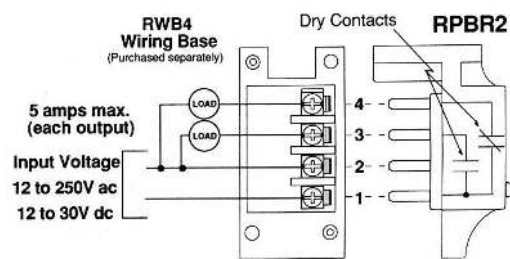 RWB4
Wiring Base
(Purchased separately)
Dry Contacts
RPBR2
5 amps max.
(each output)
Input Voltage
12 to 250V ac
12 to 30V dc
LOAD
LOAD
4
3
2
1